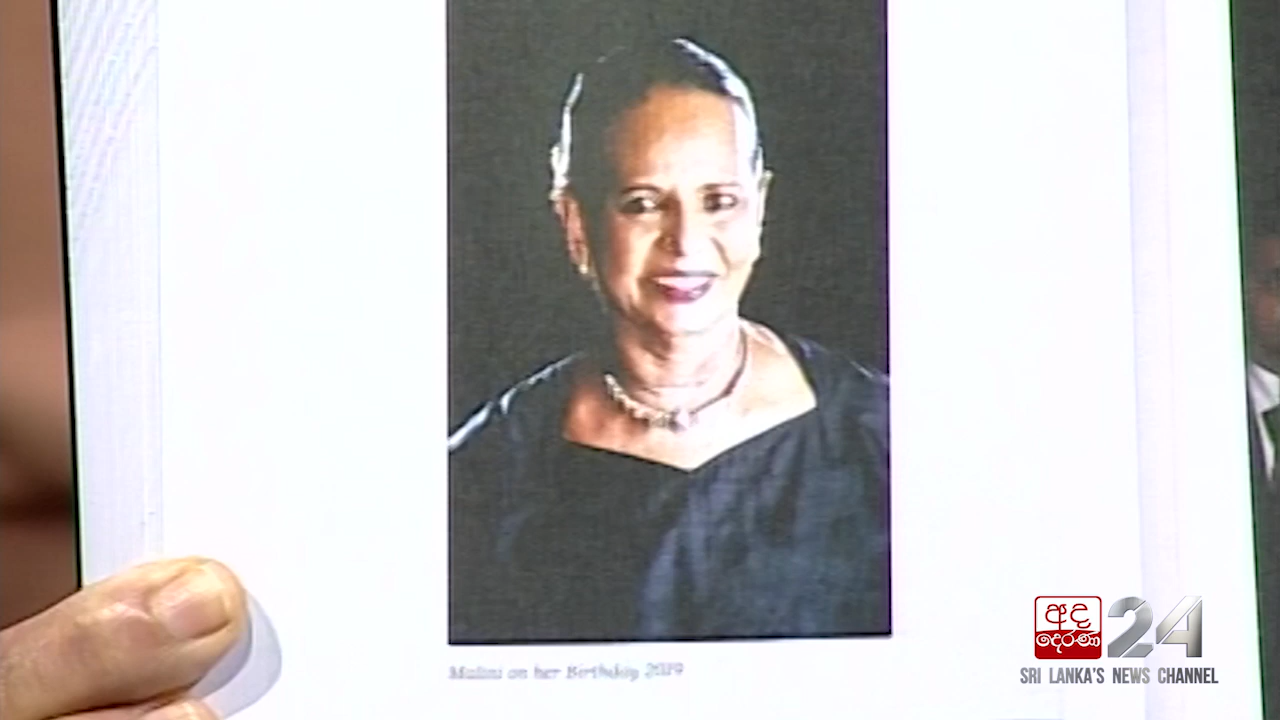 Malini on her Birthday 2019
අද
දෙරණ
24
SRI LANKA'S NEWS CHANNEL